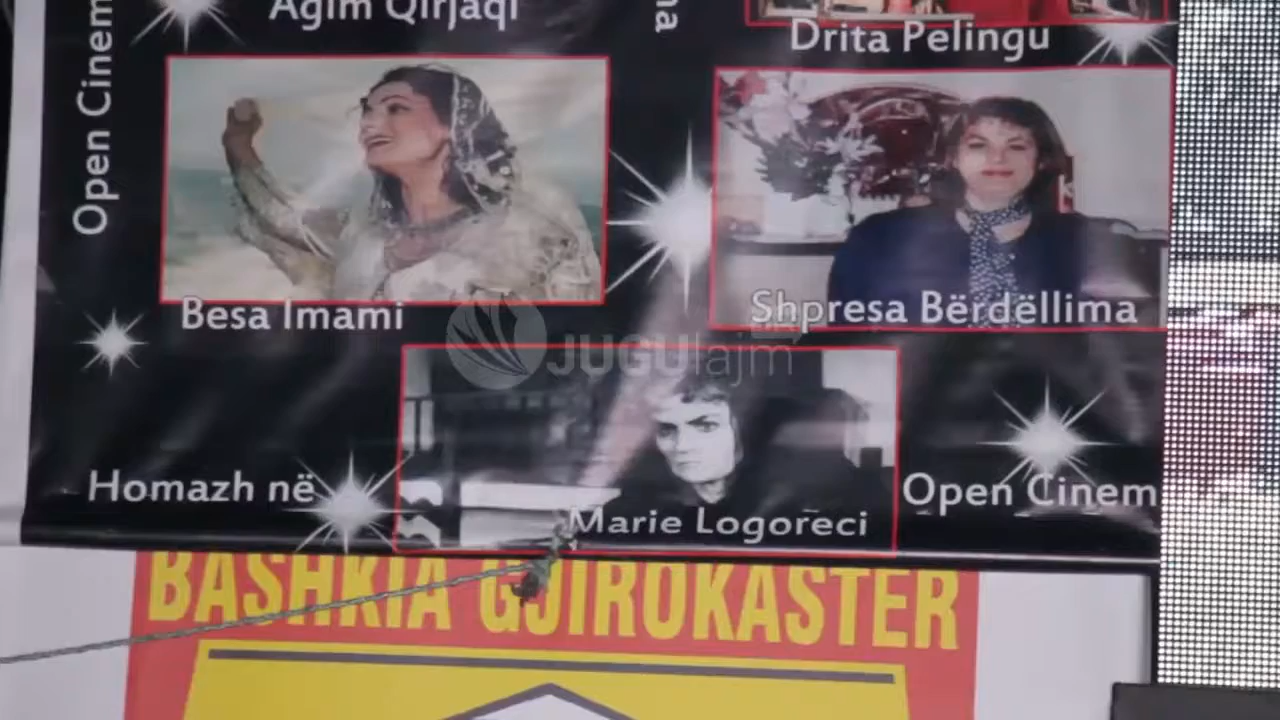 Agim Qirjaqi
Drita Pelingu
Open Cinem
Besa Imami
Shpresa Bërdëllima
JUGUlajm
Homazh në
Marie Logoreci
Open Cinem
BASHKIA GJIROKASTER